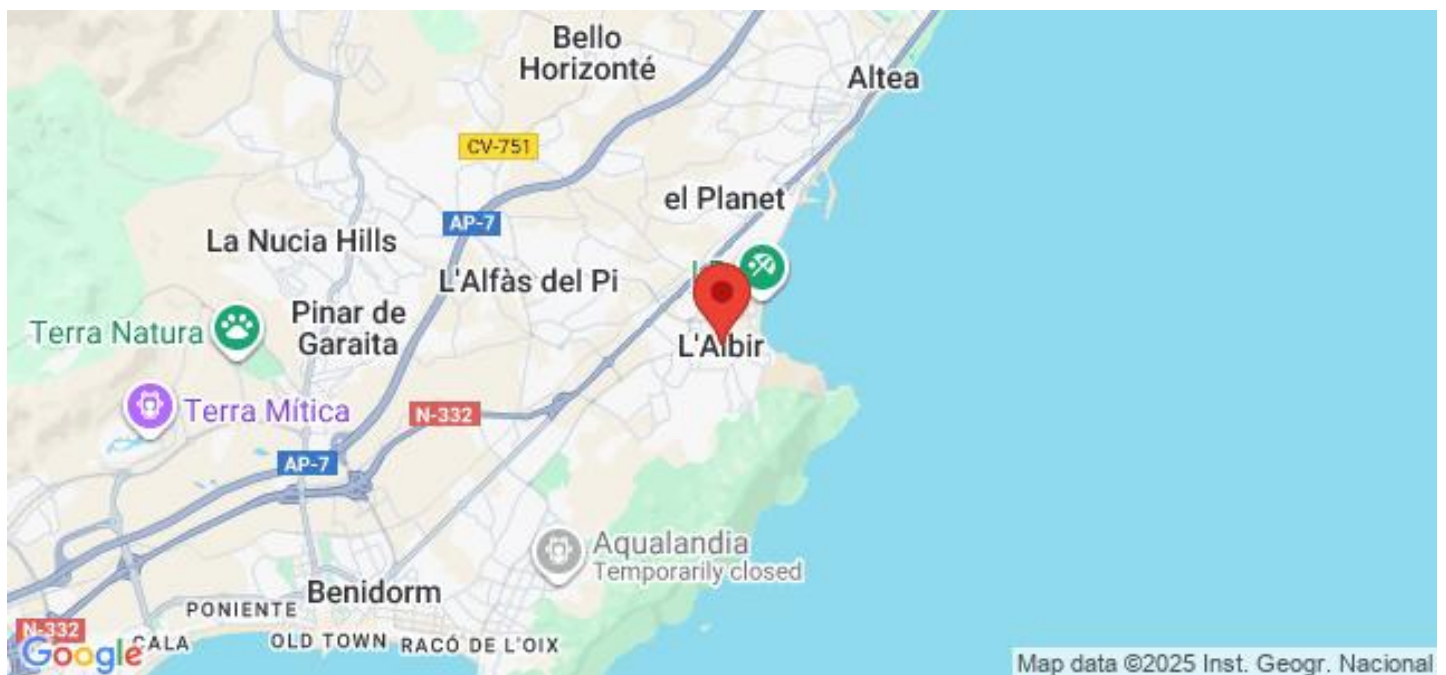 Bello
Horizonté
Altea
CV-751
el Planet
AP-7
La Nucia Hills
L'Alfàs del Pi
Terra Natura
Pinar de
Garaita
L'Albir
Terra Mítica
N-332
AP-7
Aqualandia
Temporarily closed
Benidorm
PONIENTE
N-332
CALA
OLD TOWN
RACÓ DE L'OIX
Google
Map data ©2025 Inst. Geogr. Nacional